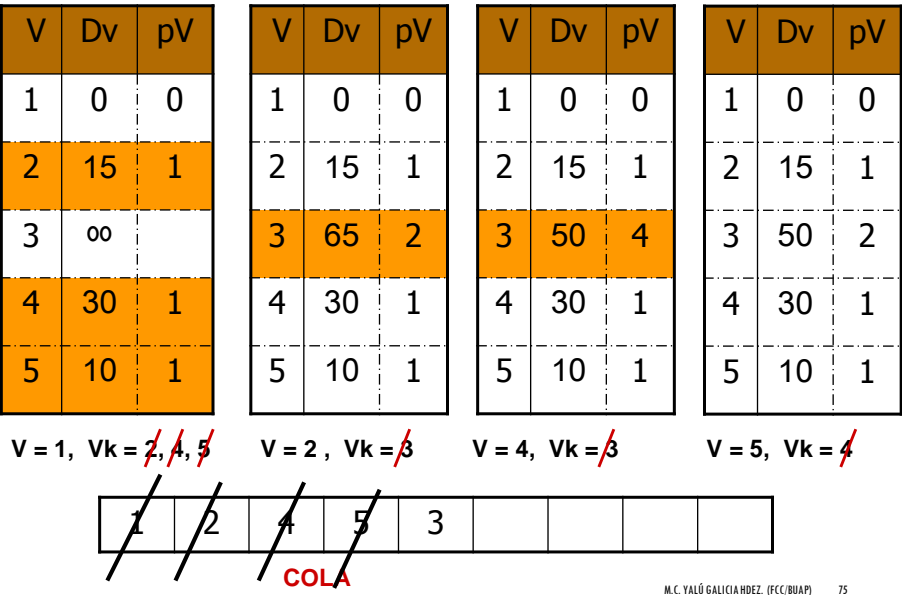 V Dv pV V Dv pV V Dv pV V Dv pV
1 0 0 1 0 0 1 0 0 1 0 0
2 15 1 2 15 1 2 15 1 2 15 1
3 ∞ 3 65 2 3 50 4 3 50 2
4 30 1 4 30 1 4 30 1 4 30 1
5 10 1 5 10 1 5 10 1 5 10 1
V = 1, Vk = 2, 4, 5 V = 2 , Vk = 3 V = 4, Vk = 3 V = 5, Vk = 4
1 2 4 5 3
COLA
M.C. YALÚ GALICIA HDEZ. (FCC/BUAP) 75